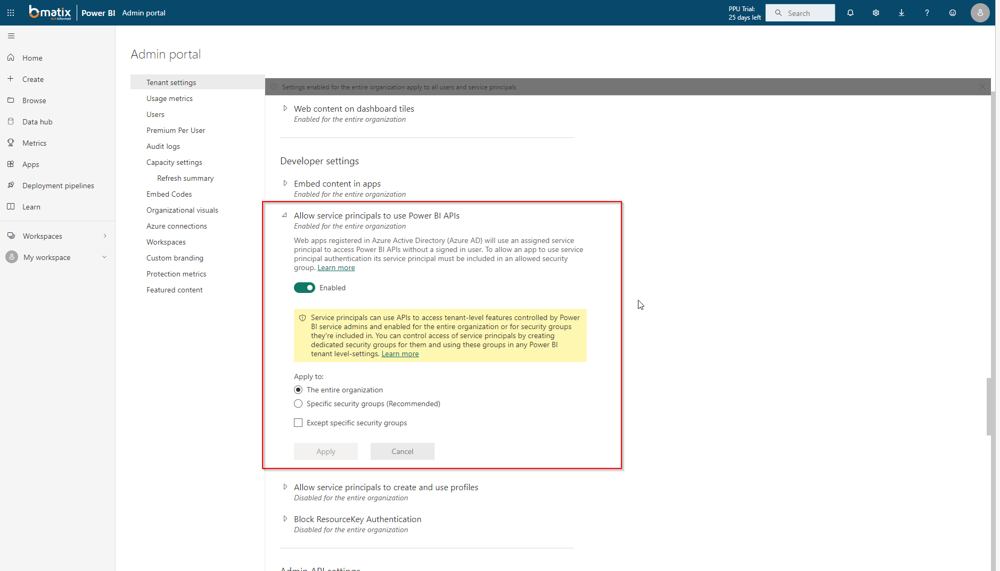 bmatix
Act informed
Power BI
Admin portal
PPU Trial:
25 days left
Search
Home
Create
Browse
Data hub
Metrics
Apps
Deployment pipelines
Learn
Workspaces
My workspace
Admin portal
Tenant settings
Usage metrics
Users
Premium Per User
Audit logs
Capacity settings
Refresh summary
Embed Codes
Organizational visuals
Azure connections
Workspaces
Custom branding
Protection metrics
Featured content
Settings enabled for the entire organization apply to all users and service principals
Web content on dashboard tiles
Enabled for the entire organization
Developer settings
Embed content in apps
Enabled for the entire organization
Allow service principals to use Power BI APIs
Enabled for the entire organization
Web apps registered in Azure Active Directory (Azure AD) will use an assigned service
principal to access Power BI APIs without a signed in user. To allow an app to use service
principal authentication its service principal must be included in an allowed security
group. Learn more
Enabled
Service principals can use APIs to access tenant-level features controlled by Power
BI service admins and enabled for the entire organization or for security groups
they're included in. You can control access of service principals by creating
dedicated security groups for them and using these groups in any Power BI
tenant level-settings. Learn more
Apply to:
The entire organization
Specific security groups (Recommended)
Except specific security groups
Apply
Cancel
Allow service principals to create and use profiles
Disabled for the entire organization
Block ResourceKey Authentication
Disabled for the entire organization
Admin API settings